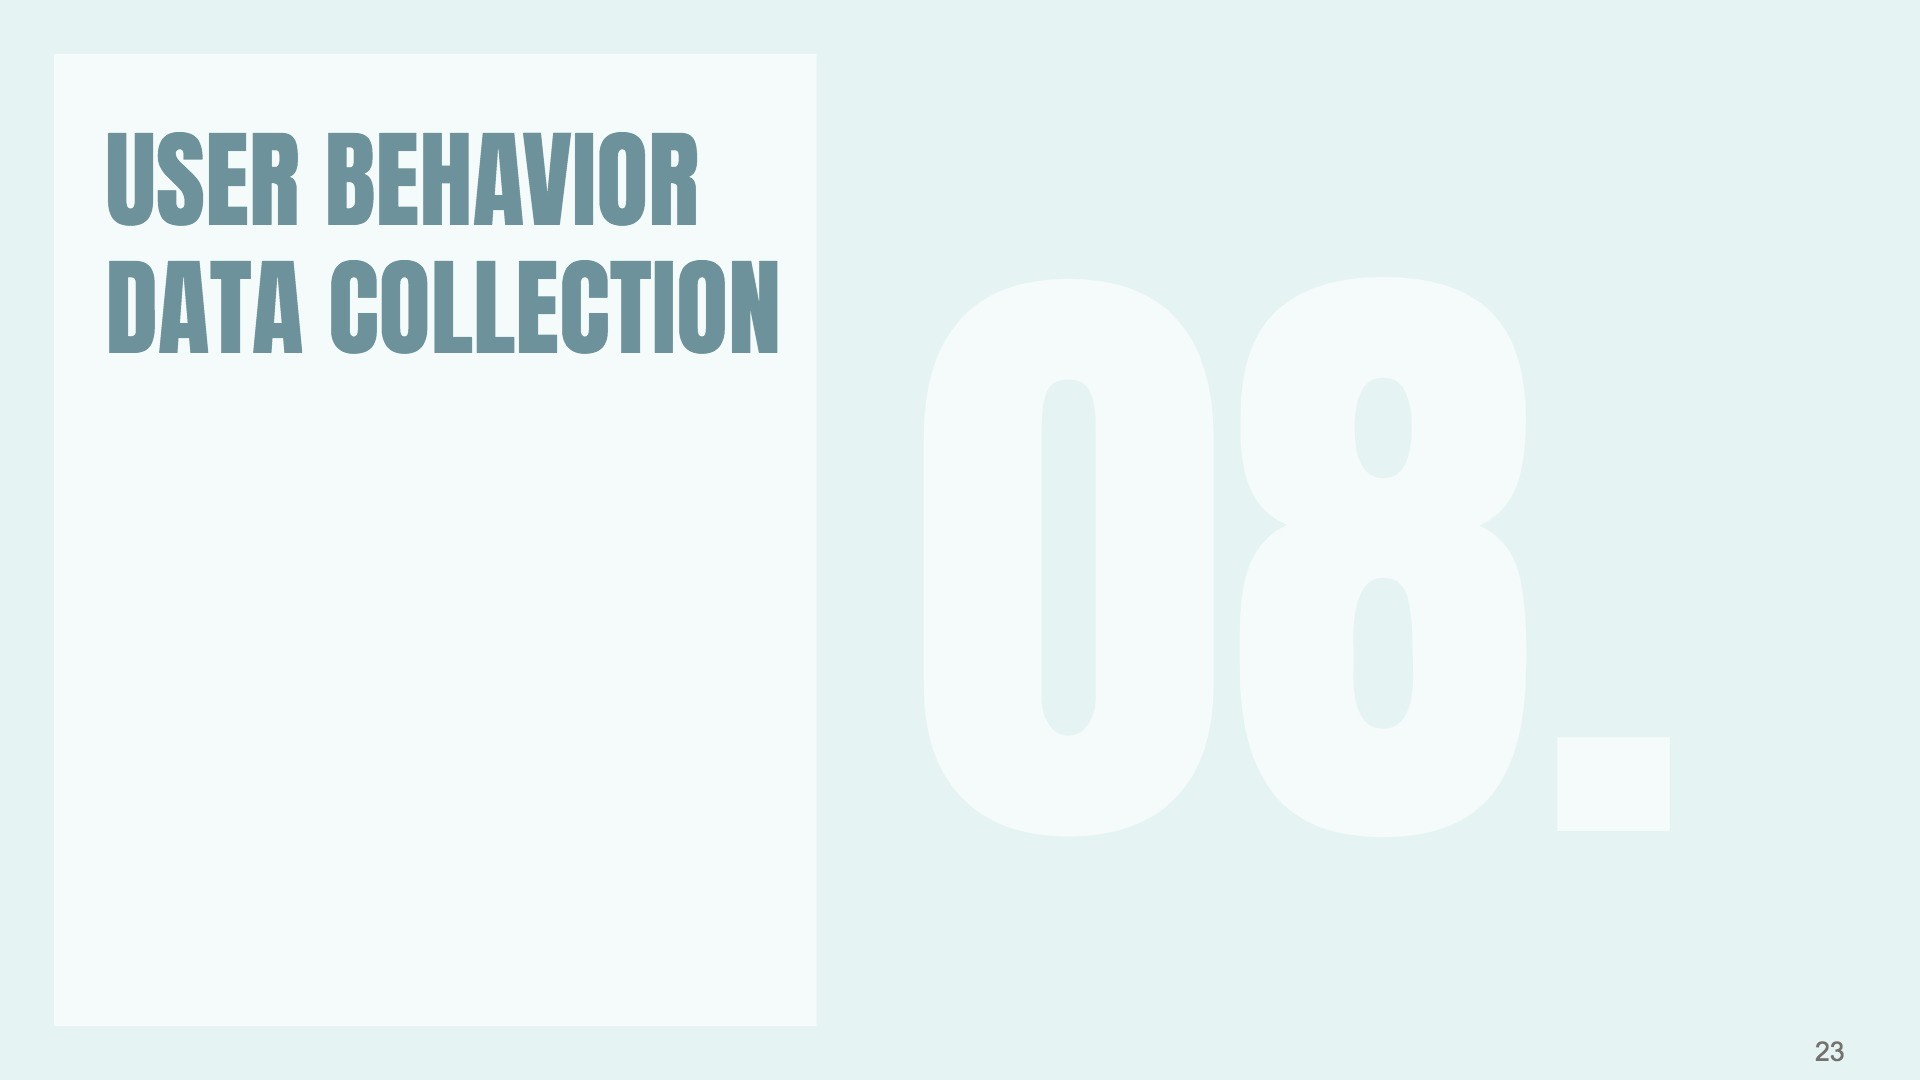 USER BEHAVIOR
DATA COLLECTION
08.
23